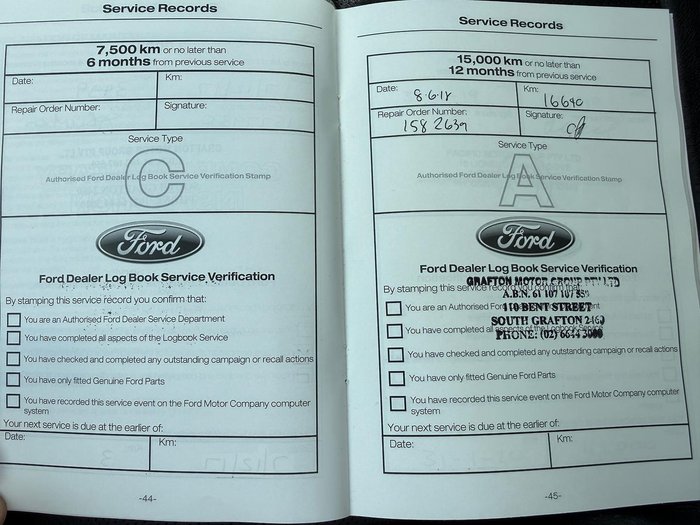 Service Records
7,500 km or no later than
6 months from previous service
Date:
Km:
Repair Order Number:
Signature:
Service Type
C
Authorised Ford Dealer Log Book Service Verification Stamp
Ford
Ford Dealer Log Book Service Verification
By stamping this service record you confirm that:
You are an Authorised Ford Dealer Service Department
You have completed all aspects of the Logbook Service
You have checked and completed any outstanding campaign or recall actions
You have only fitted Genuine Ford Parts
You have recorded this service event on the Ford Motor Company computer
system
Your next service is due at the earlier of:
Date:
Km:
-44-
Service Records
15,000 km or no later than
12 months from previous service
Date: 8.6.18
Km: 16640
Repair Order Number: 158 2639
Signature:
Service Type
A
Authorised Ford Dealer Log Book Service Verification Stamp
Ford
Ford Dealer Log Book Service Verification
GRAFTON MOTOR GROUP PTY LTD
By stamping this service record you confirm that:
A.B.N. 61 107 107 559
You are an Authorised Ford
110 BENT STREET
SOUTH GRAFTON 2460
You have completed all aspects of the Logbook Service
PHONE: (02) 6644 3000
You have checked and completed any outstanding campaign or recall actions
You have only fitted Genuine Ford Parts
You have recorded this service event on the Ford Motor Company computer
system
Your next service is due at the earlier of:
Date:
Km:
-45-